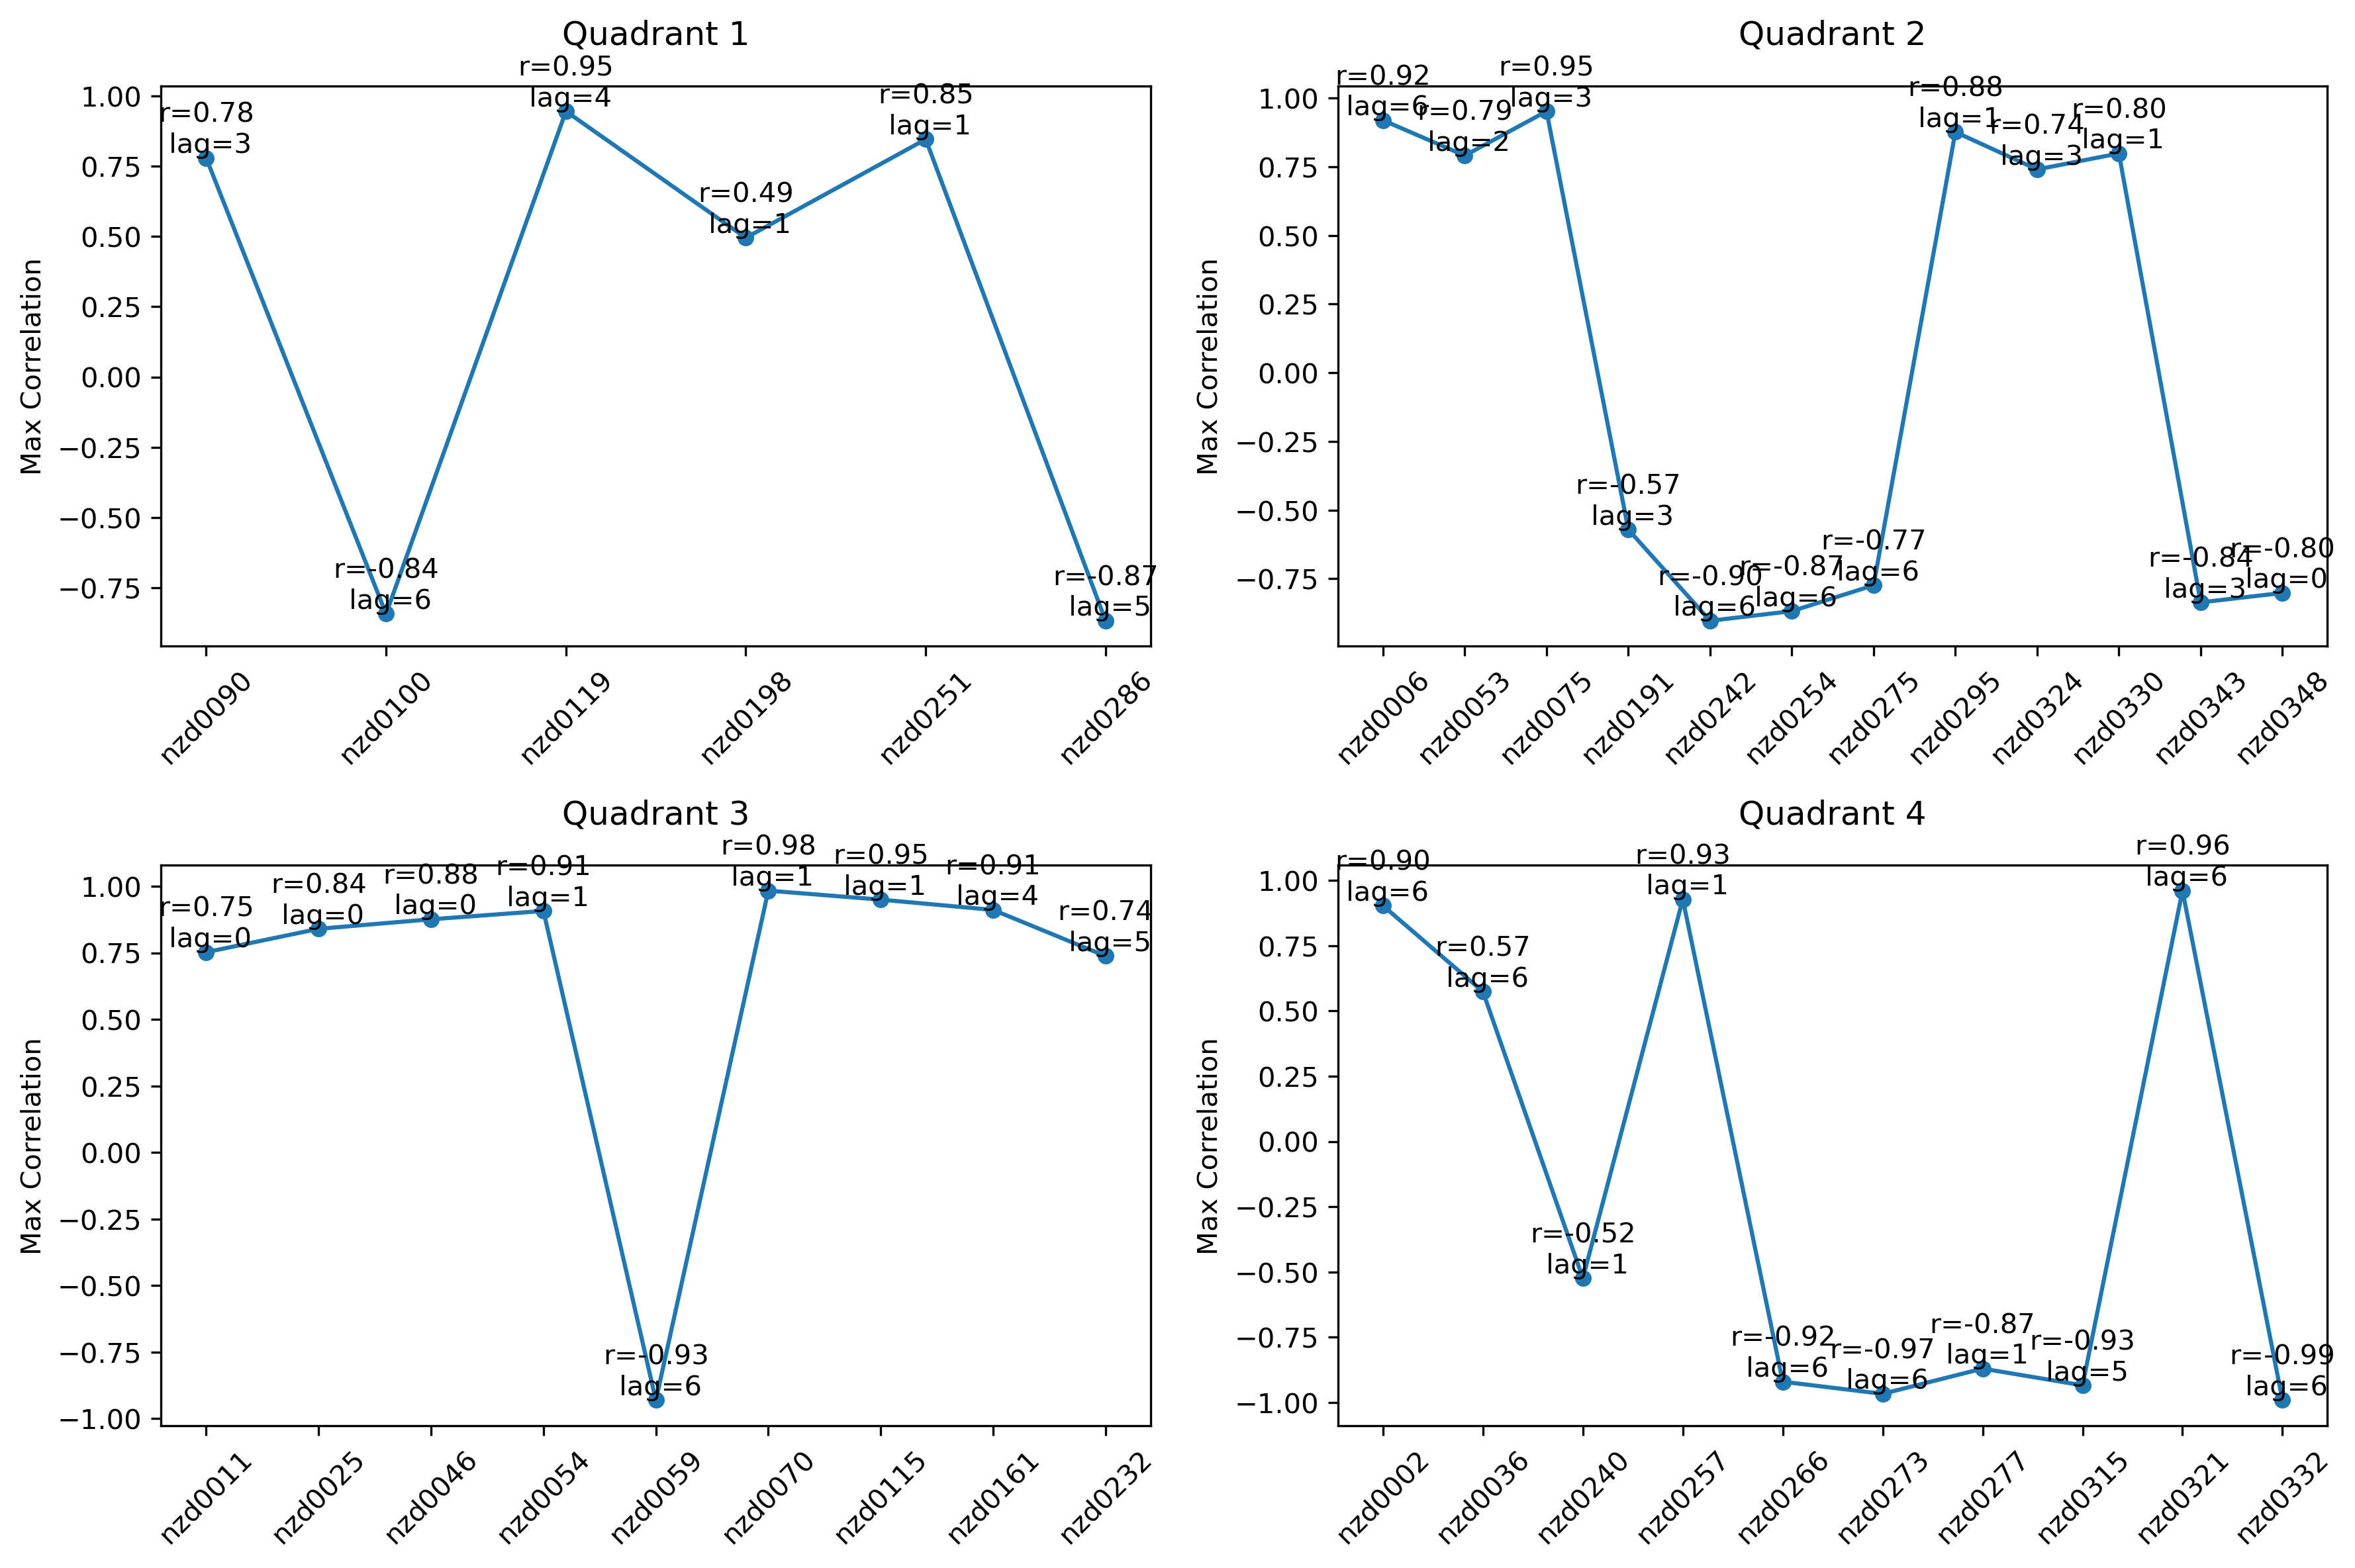 Quadrant 1
Max Correlation
1.00
0.75
0.50
0.25
0.00
−0.25
−0.50
−0.75
r=0.78
lag=3
r=-0.84
lag=6
r=0.95
lag=4
r=0.49
lag=1
r=0.85
lag=1
r=-0.87
lag=5
nzd0090
nzd0100
nzd0119
nzd0198
nzd0251
nzd0286
Quadrant 2
Max Correlation
1.00
0.75
0.50
0.25
0.00
−0.25
−0.50
−0.75
r=0.92
lag=6
r=0.79
lag=2
r=0.95
lag=3
r=-0.57
lag=3
r=-0.90
lag=6
r=-0.87
lag=6
r=-0.77
lag=6
r=0.88
lag=1
r=0.74
lag=3
r=0.80
lag=1
r=-0.84
lag=3
r=-0.80
lag=0
nzd0006
nzd0053
nzd0075
nzd0191
nzd0242
nzd0254
nzd0275
nzd0295
nzd0324
nzd0330
nzd0343
nzd0348
Quadrant 3
Max Correlation
1.00
0.75
0.50
0.25
0.00
−0.25
−0.50
−0.75
−1.00
r=0.75
lag=0
r=0.84
lag=0
r=0.88
lag=0
r=0.91
lag=1
r=-0.93
lag=6
r=0.98
lag=1
r=0.95
lag=1
r=0.91
lag=4
r=0.74
lag=5
nzd0011
nzd0025
nzd0046
nzd0054
nzd0059
nzd0070
nzd0115
nzd0161
nzd0232
Quadrant 4
Max Correlation
1.00
0.75
0.50
0.25
0.00
−0.25
−0.50
−0.75
−1.00
r=0.90
lag=6
r=0.57
lag=6
r=-0.52
lag=1
r=0.93
lag=1
r=-0.92
lag=6
r=-0.97
lag=6
r=-0.87
lag=1
r=-0.93
lag=5
r=0.96
lag=6
r=-0.99
lag=6
nzd0002
nzd0036
nzd0240
nzd0257
nzd0266
nzd0273
nzd0277
nzd0315
nzd0321
nzd0332